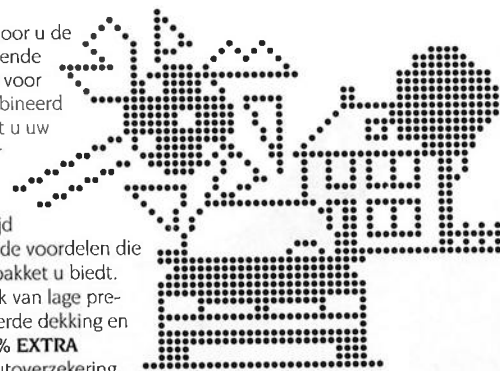 oor u de
ende
voor
bineerd
t u uw
jd
de voordelen die
pakket u biedt.
k van lage pre-
erde dekking en
% EXTRA
utoverzekering